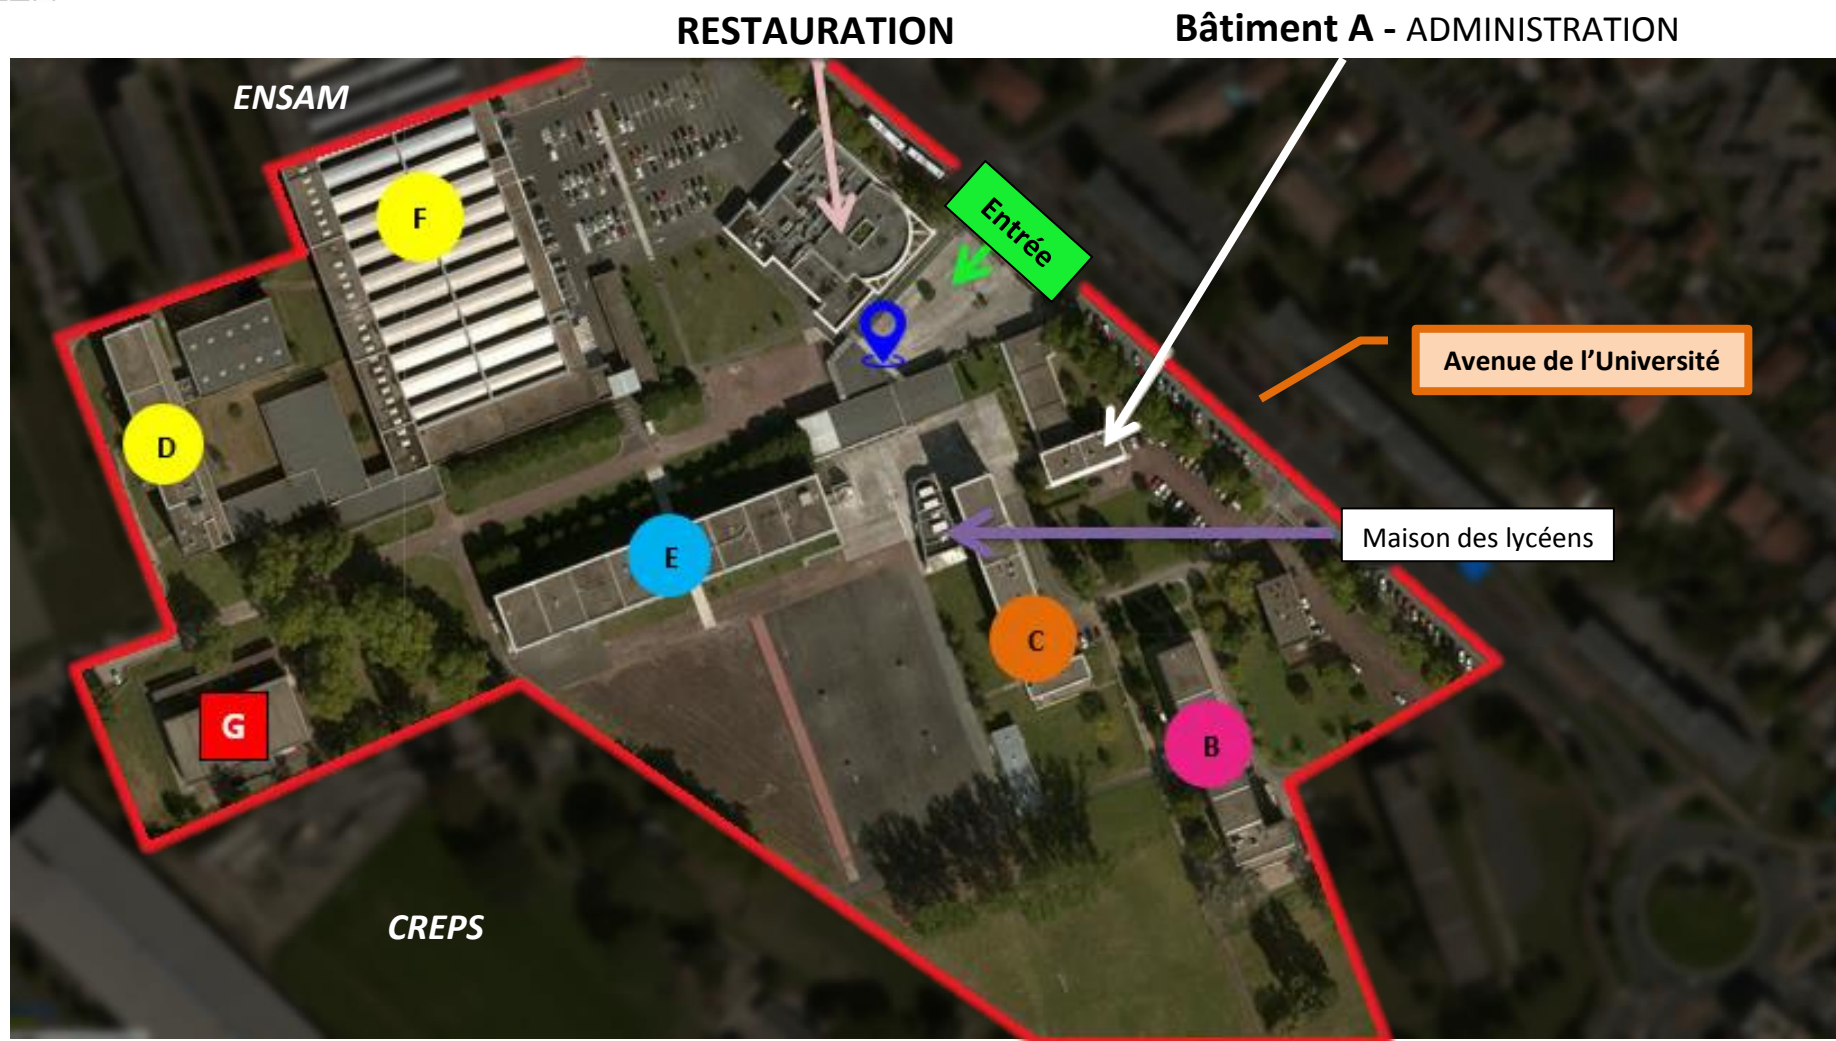 RESTAURATION
Bâtiment A - ADMINISTRATION
ENSAM
F
Entrée
Avenue de l’Université
D
E
Maison des lycéens
C
G
B
CREPS